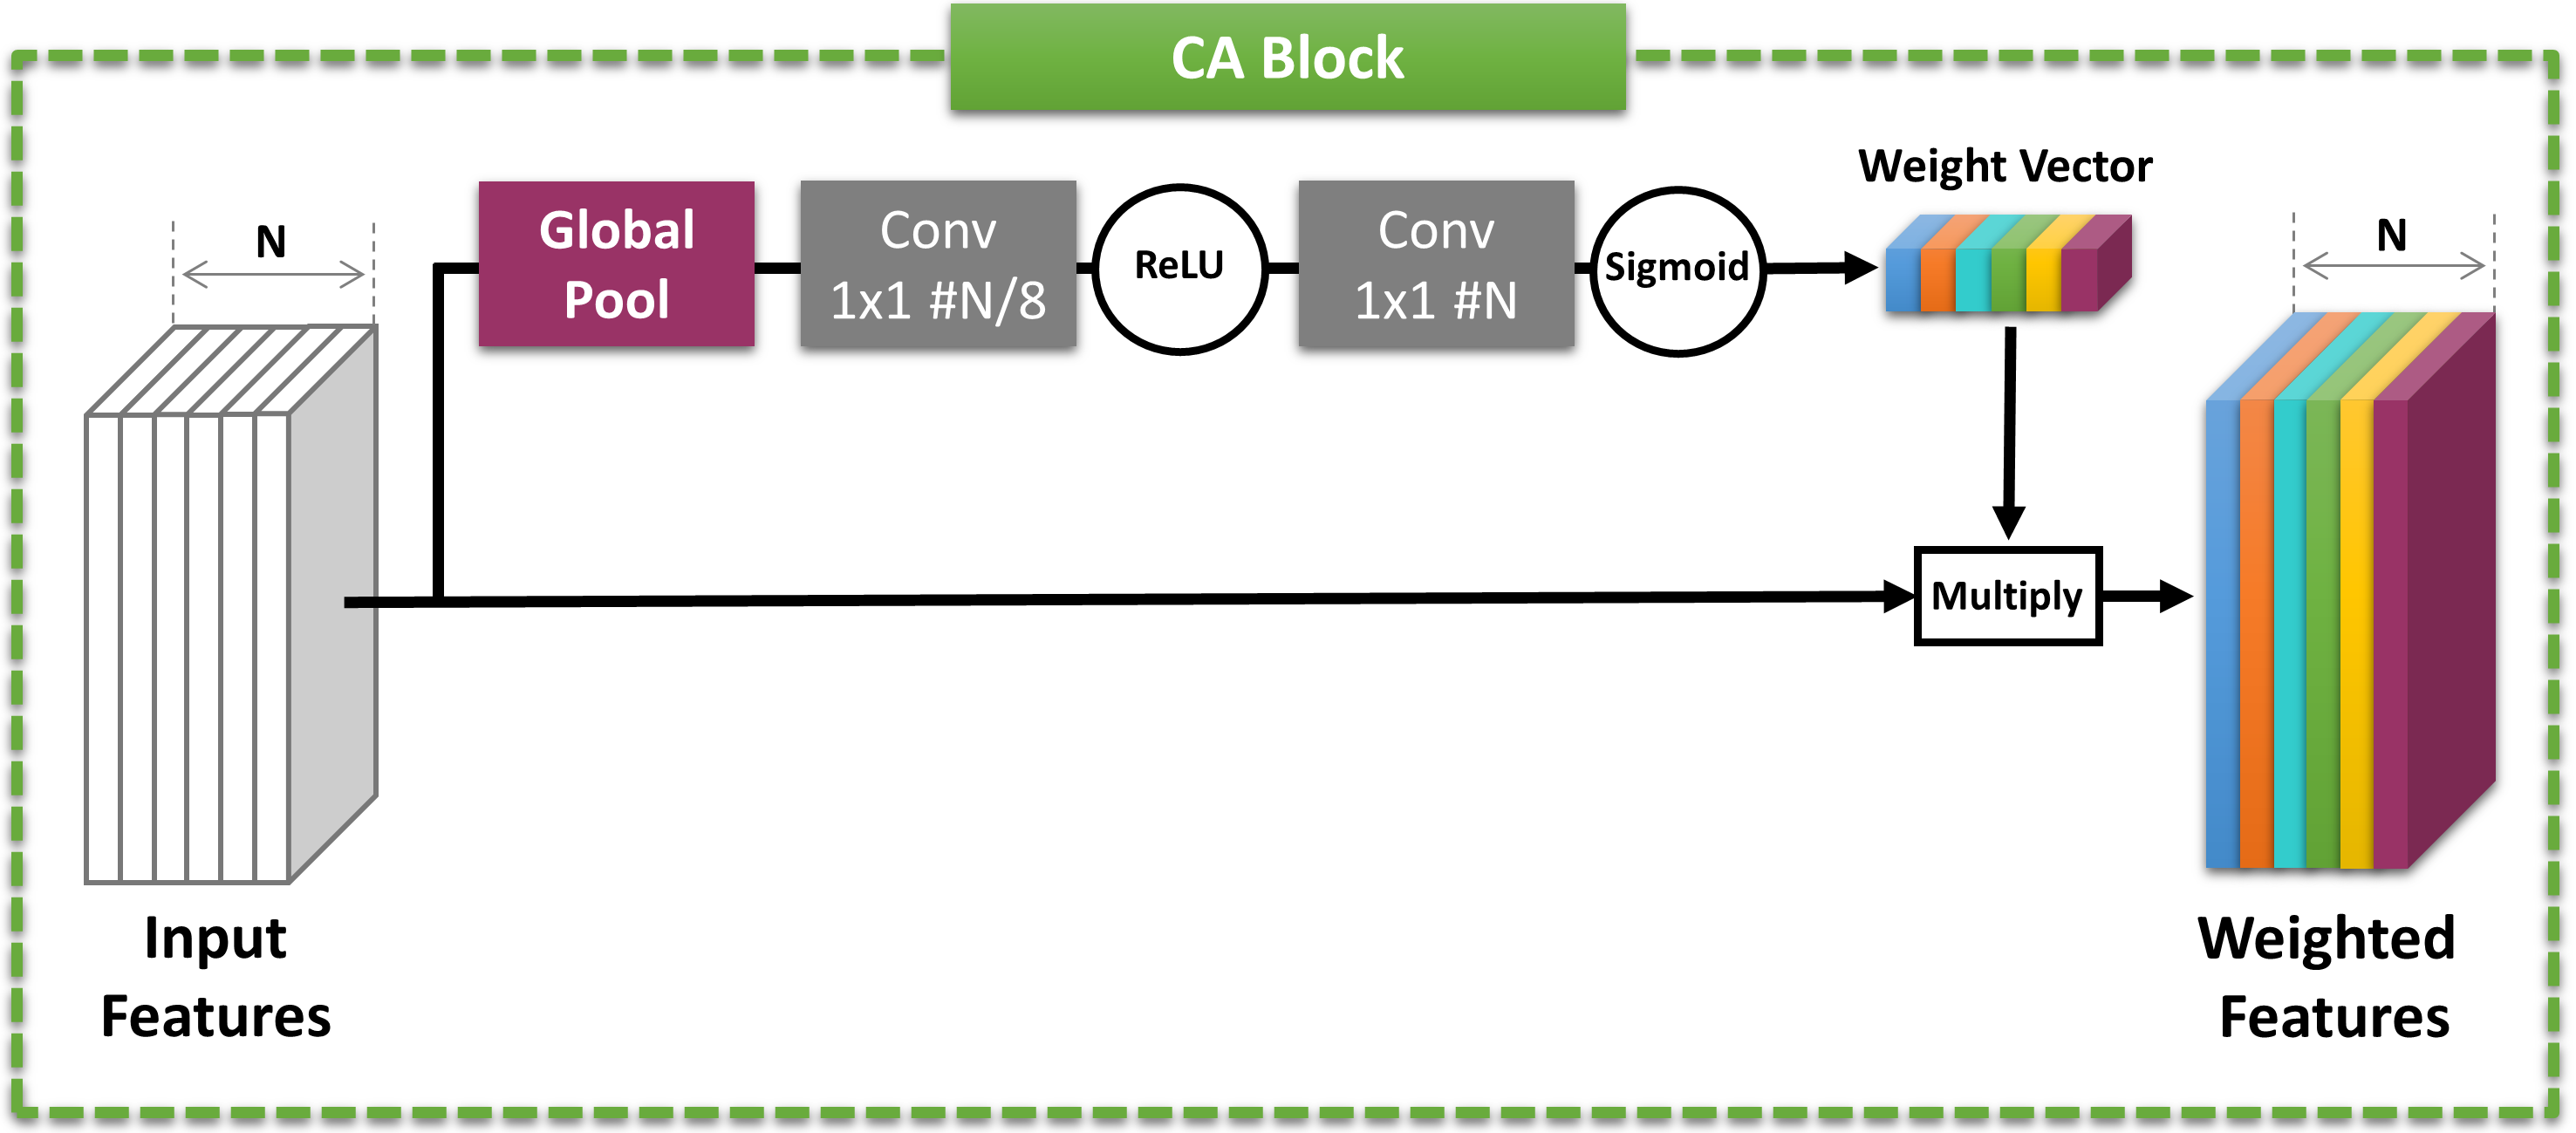 CA Block
N
Global
Pool
Conv
1x1 #N/8
ReLU
Conv
1x1 #N
Sigmoid
Weight Vector
N
Multiply
Input
Features
Weighted
Features